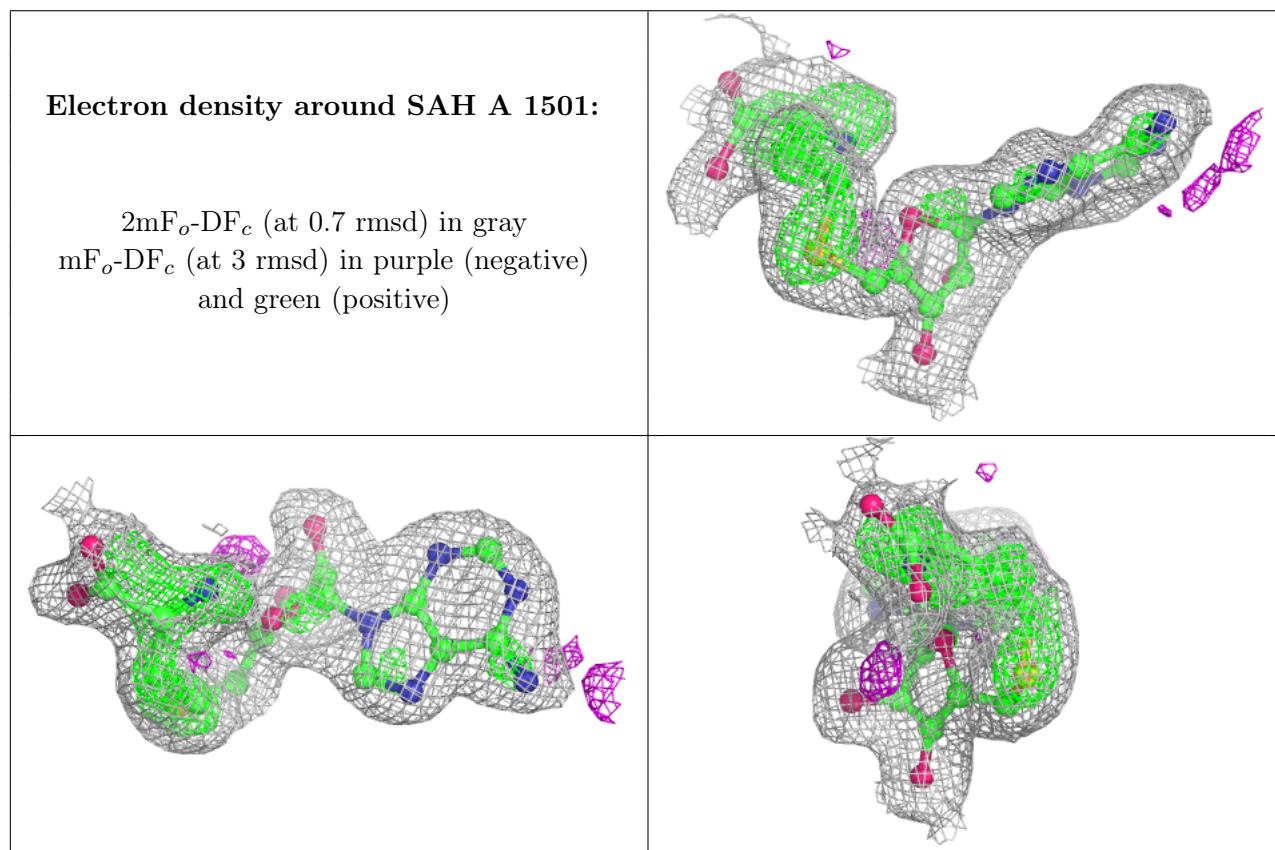 Electron density around SAH A 1501:
2mFo-DFc (at 0.7 rmsd) in gray
mFo-DFc (at 3 rmsd) in purple (negative)
and green (positive)